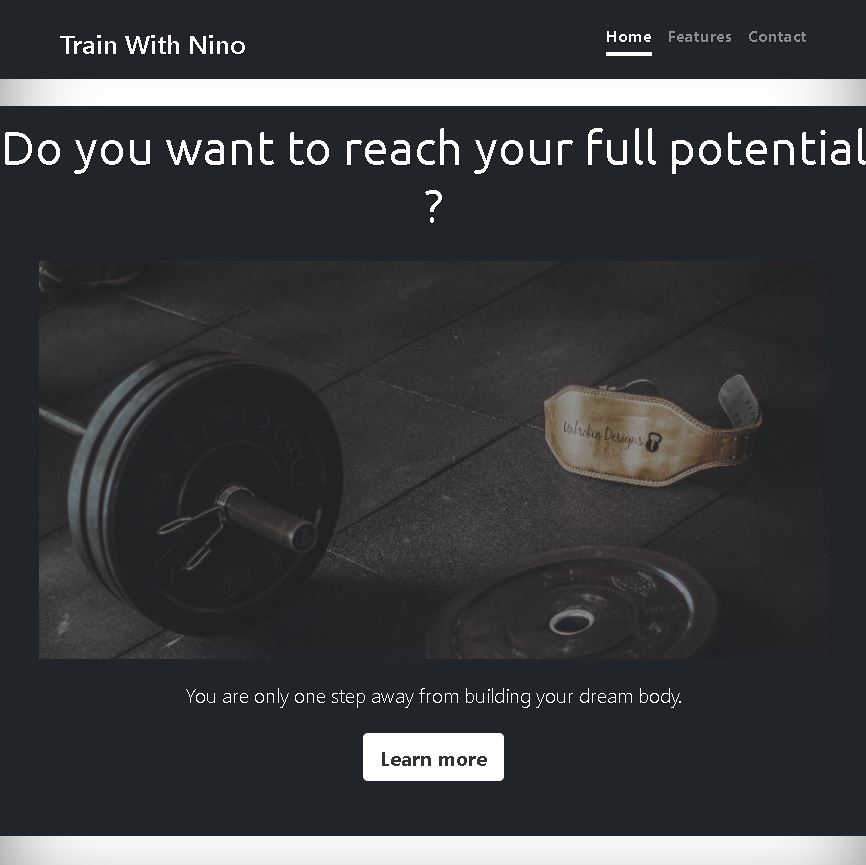 Train With Nino
Home Features Contact
Do you want to reach your full potential
?
Unbroken Designs
You are only one step away from building your dream body.
Learn more